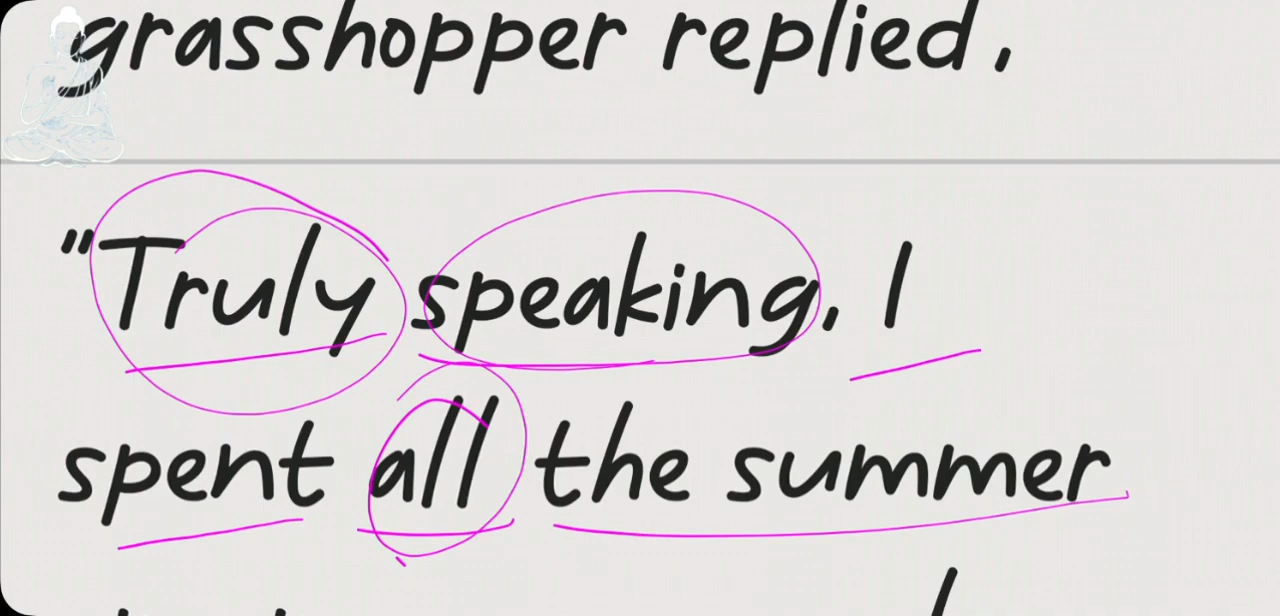 grasshopper replied,
"Truly speaking, I
spent all the summer